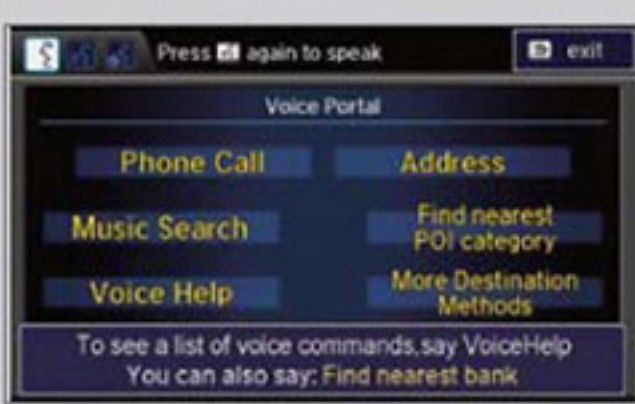 Press again to speak
exit
Voice Portal
Phone Call
Address
Music Search
Find nearest
POI category
Voice Help
More Destination
Methods
To see a list of voice commands,say VoiceHelp
You can also say: Find nearest bank